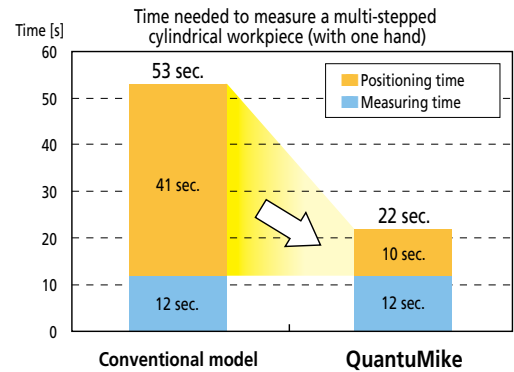 Time needed to measure a multi-stepped
cylindrical workpiece (with one hand)
Time [s]
60
50
40
30
20
10
0
53 sec.
41 sec.
12 sec.
22 sec.
10 sec.
12 sec.
Positioning time
Measuring time
Conventional model
QuantuMike